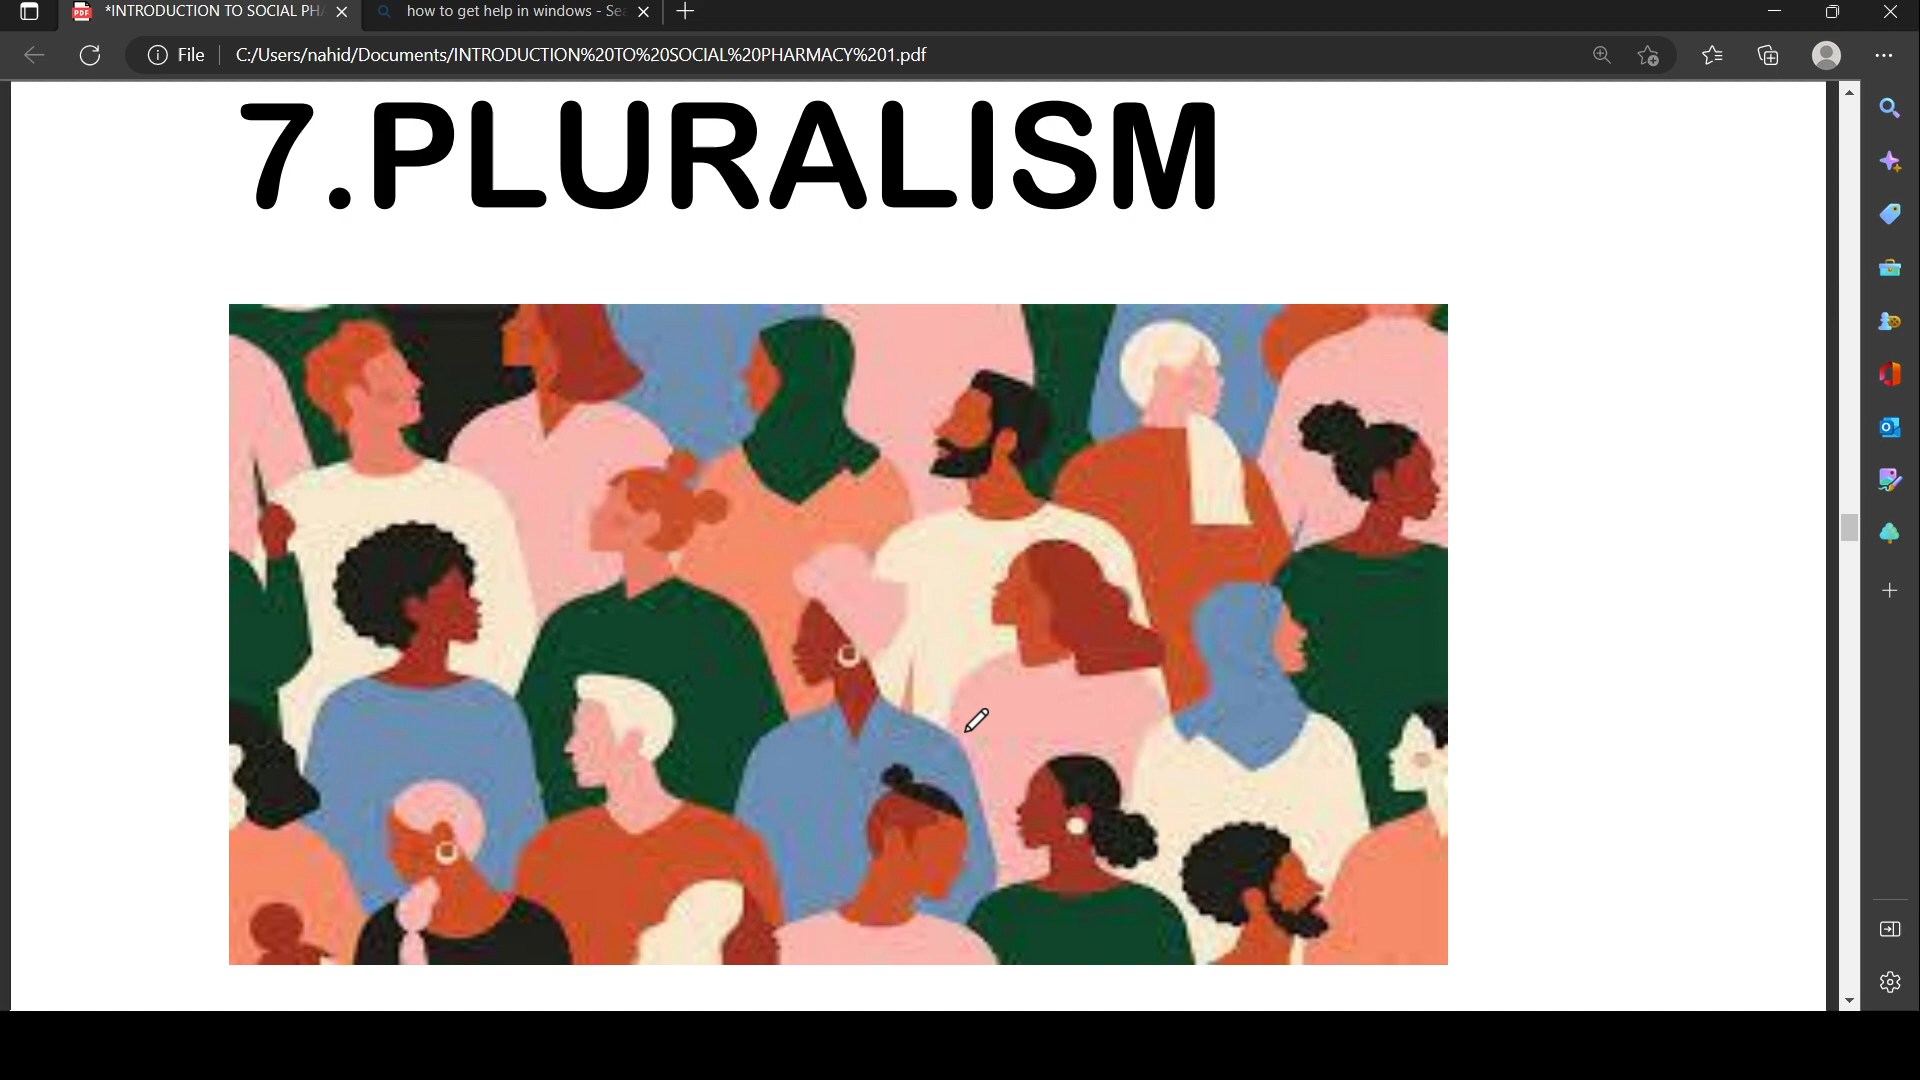 *INTRODUCTION TO SOCIAL PH
how to get help in windows - Se
File
C:/Users/nahid/Documents/INTRODUCTION%20TO%20SOCIAL%20PHARMACY%201.pdf
7.PLURALISM